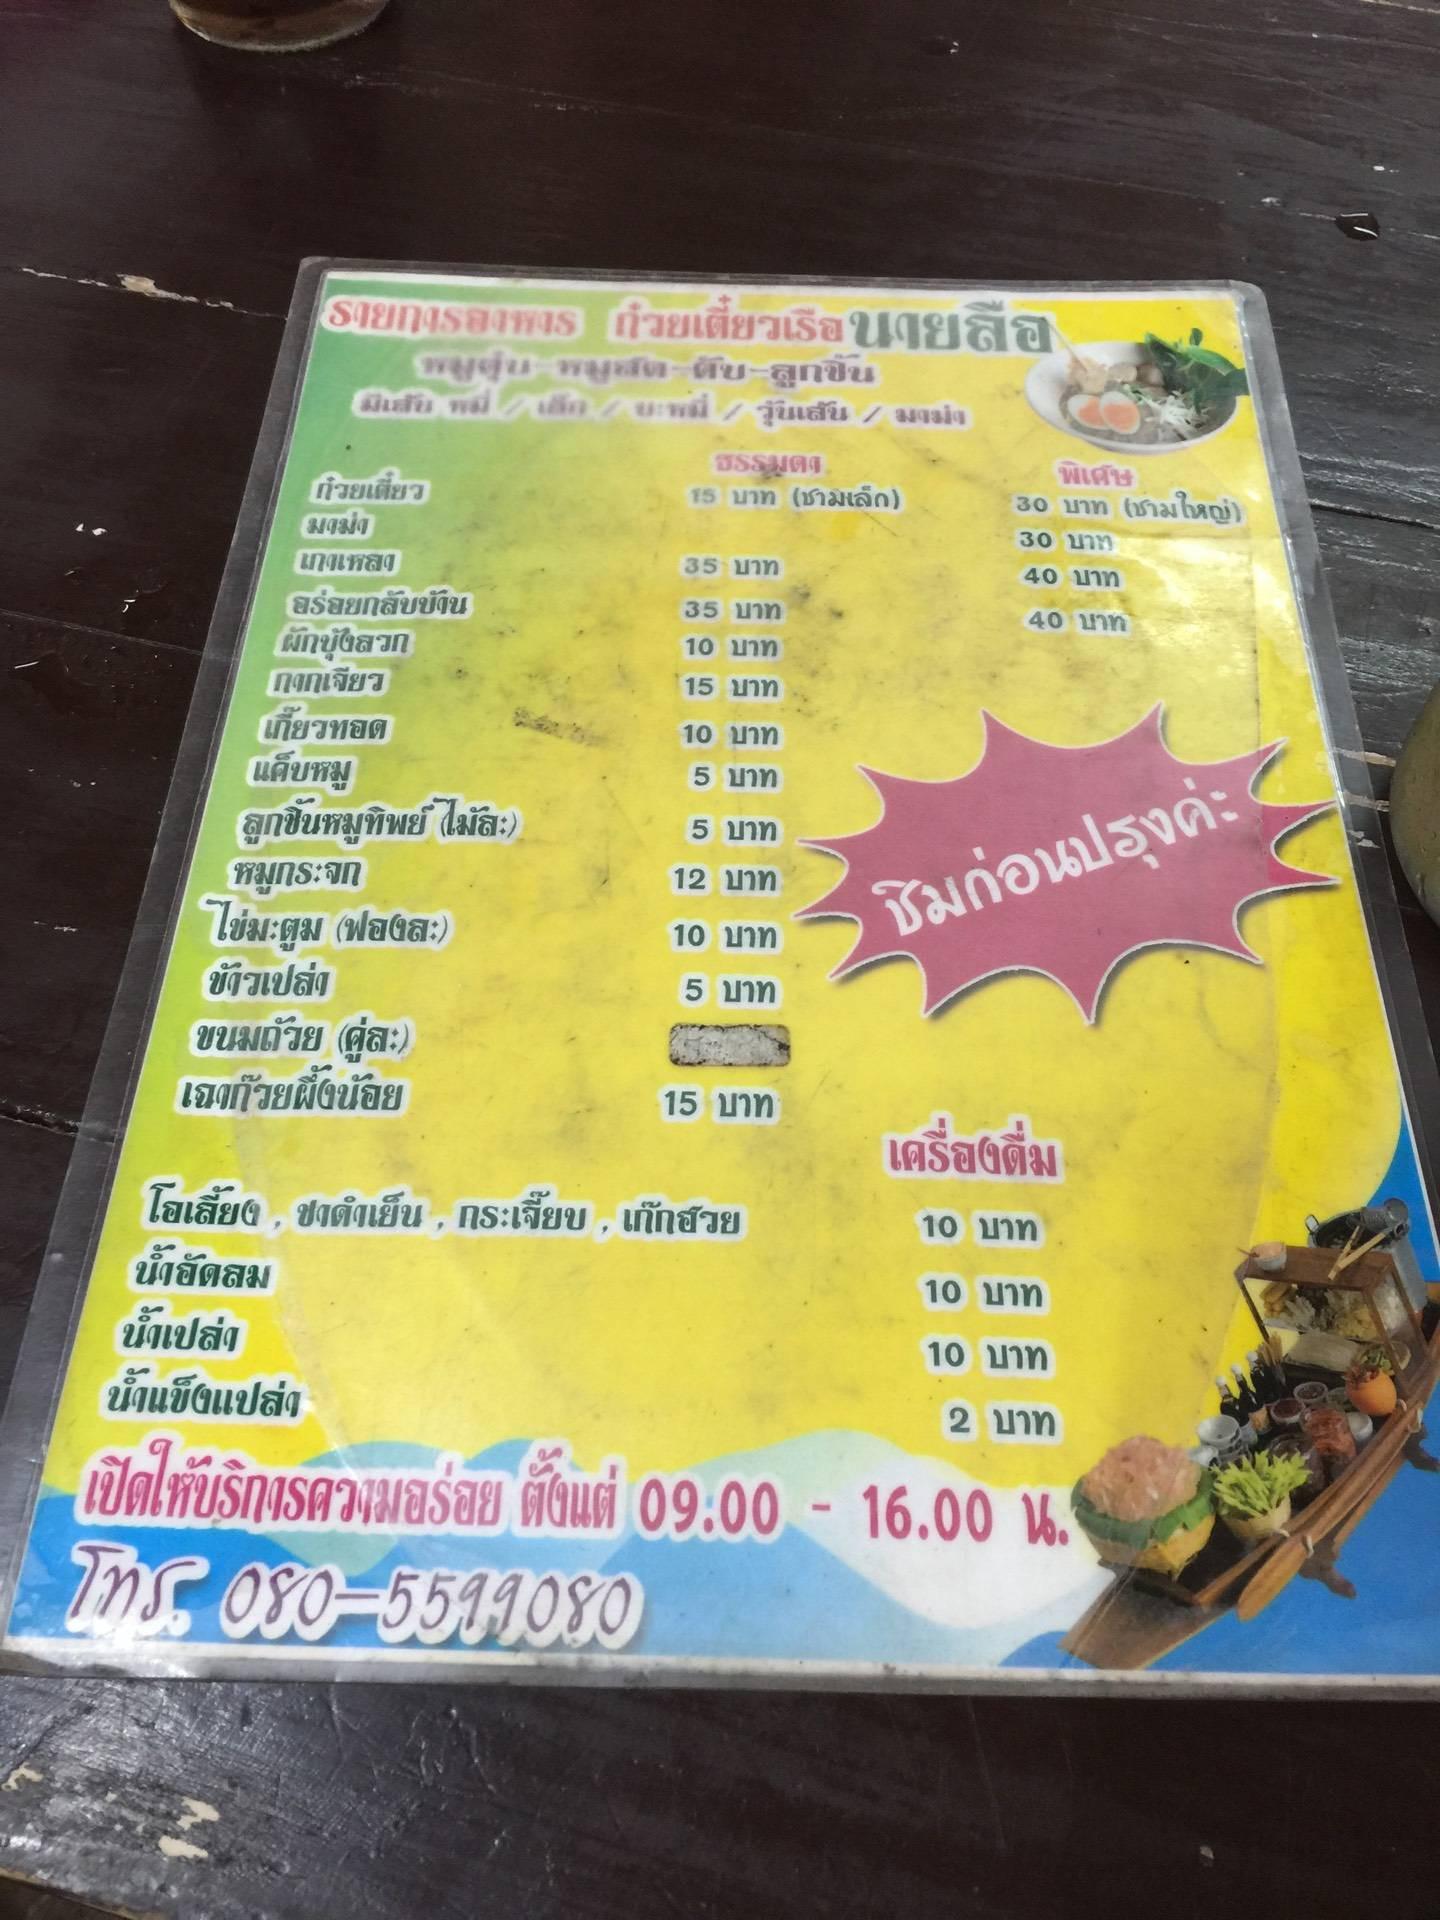 รายการอาหาร ก๋วยเตี๋ยวเรือ นายลือ
หมูตุ๋น-หมูสด-ตับ-ลูกชิ้น
มีเส้น หมี่ / เล็ก / บะหมี่ / วุ้นเส้น / มาม่า
ธรรมดา พิเศษ
ก๋วยเตี๋ยว 15 บาท (ชามเล็ก) 30 บาท (ชามใหญ่)
มาม่า 30 บาท
เกาเหลา 35 บาท 40 บาท
อร่อยกลับบ้าน 35 บาท 40 บาท
ผักบุ้งลวก 10 บาท
กากเจียว 15 บาท
เกี๊ยวทอด 10 บาท
แค็บหมู 5 บาท
ลูกชิ้นหมูทิพย์ (ไม้ละ) 5 บาท
หมูกระจก 12 บาท
ไข่มะตูม (ฟองละ) 10 บาท
ข้าวเปล่า 5 บาท
ขนมถ้วย (คู่ละ)
เฉาก๊วยผึ้งน้อย 15 บาท
ชิมก่อนปรุงค่ะ
เครื่องดื่ม
โอเลี้ยง , ชาดำเย็น , กระเจี๊ยบ , เก๊กฮวย 10 บาท
น้ำอัดลม 10 บาท
น้ำเปล่า 10 บาท
น้ำแข็งแปล่า 2 บาท
เปิดให้บริการความอร่อย ตั้งแต่ 09.00 - 16.00 น.
โทร. 080-5599080